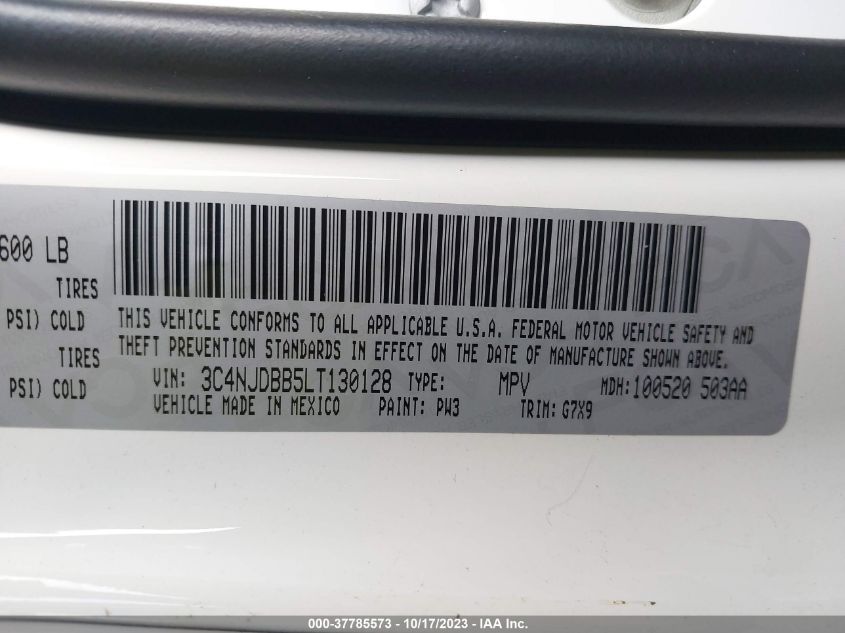 600 LB
TIRES
PSI) COLD
TIRES
PSI) COLD
THIS VEHICLE CONFORMS TO ALL APPLICABLE U.S.A. FEDERAL MOTOR VEHICLE SAFETY AND
THEFT PREVENTION STANDARDS IN EFFECT ON THE DATE OF MANUFACTURE SHOWN ABOVE.
VIN: 3C4NJDBB5LT130128 TYPE: MPV MDH:100520 503AA
VEHICLE MADE IN MEXICO PAINT: PW3 TRIM: G7X9
000-37785573 - 10/17/2023 - IAA Inc.